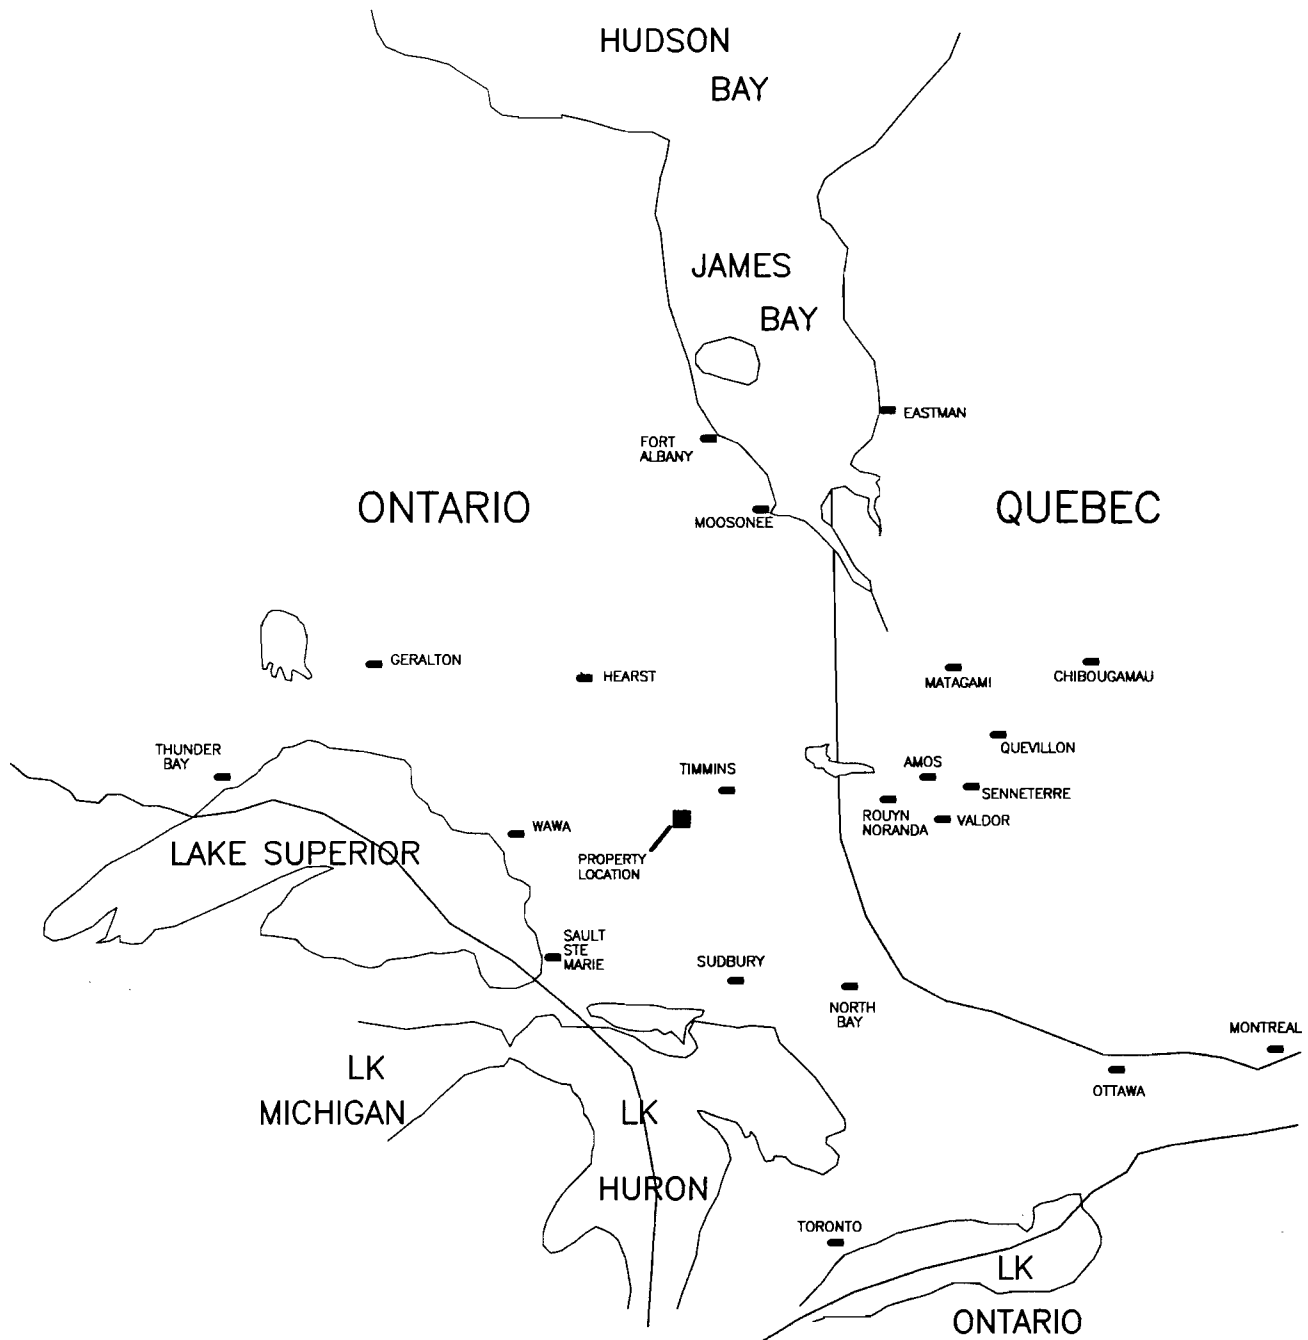 HUDSON
BAY
JAMES
BAY
EASTMAN
FORT
ALBANY
ONTARIO
QUEBEC
MOOSONEE
GERALTON
HEARST
MATAGAMI
CHIBOUGAMAU
THUNDER
BAY
QUEVILLON
TIMMINS
AMOS
SENNETERRE
ROUYN
NORANDA
VALDOR
WAWA
LAKE SUPERIOR
PROPERTY
LOCATION
SAULT
STE
MARIE
SUDBURY
NORTH
BAY
MONTREAL
OTTAWA
LK
MICHIGAN
LK
HURON
TORONTO
LK
ONTARIO